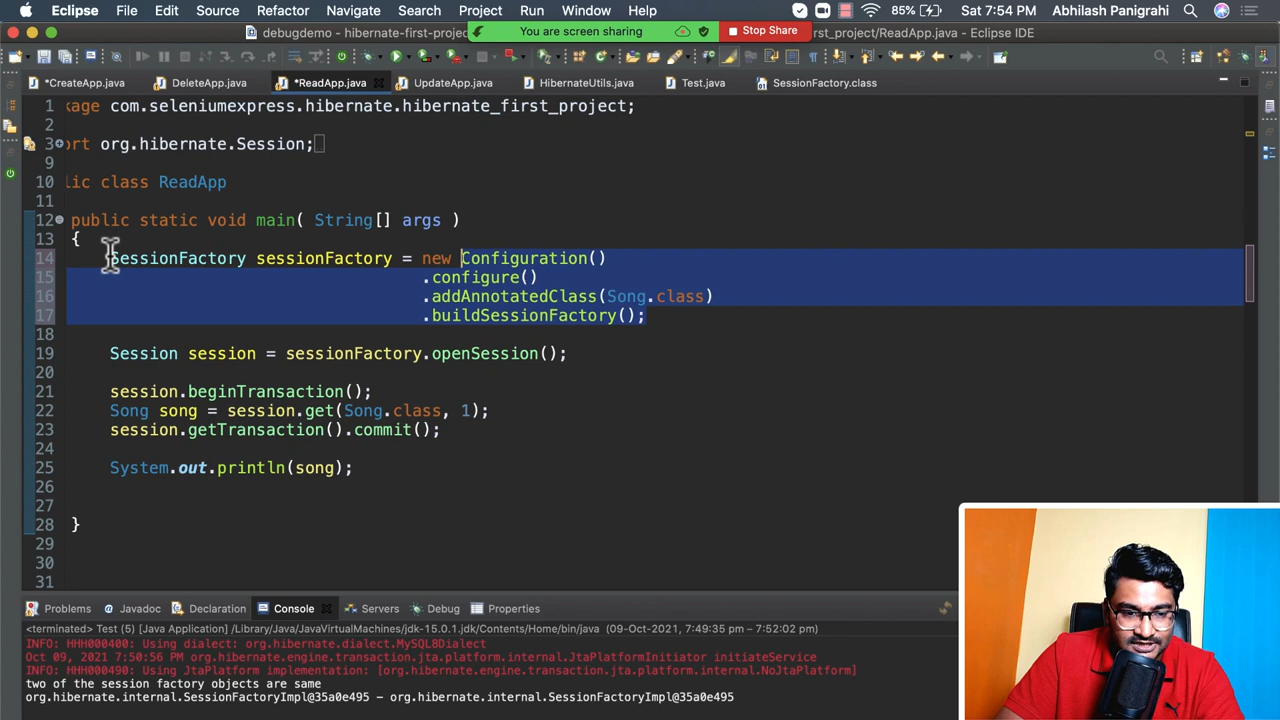 Eclipse File Edit Source Refactor Navigate Search Project Run Window Help 85% Sat 7:54 PM Abhilash Panigrahi
debugdemo - hibernate-first-projec You are screen sharing Stop Share rst_project/ReadApp.java - Eclipse IDE
*CreateApp.java DeleteApp.java *ReadApp.java UpdateApp.java HibernateUtils.java Test.java SessionFactory.class
1 kage com.seleniumexpress.hibernate.hibernate_first_project;
2
3 ort org.hibernate.Session;
9
10 lic class ReadApp
11
12 public static void main( String[] args )
13 {
14 SessionFactory sessionFactory = new Configuration()
15 .configure()
16 .addAnnotatedClass(Song.class)
17 .buildSessionFactory();
18
19 Session session = sessionFactory.openSession();
20
21 session.beginTransaction();
22 Song song = session.get(Song.class, 1);
23 session.getTransaction().commit();
24
25 System.out.println(song);
26
27
28 }
29
30
31
Problems Javadoc Declaration Console Servers Debug Properties
<terminated> Test (5) [Java Application] /Library/Java/JavaVirtualMachines/jdk-15.0.1.jdk/Contents/Home/bin/java (09-Oct-2021, 7:49:35 pm – 7:52:02 pm)
INFO: HHH000400: Using dialect: org.hibernate.dialect.MySQL8Dialect
Oct 09, 2021 7:50:56 PM org.hibernate.engine.transaction.jta.platform.internal.JtaPlatformInitiator initiateService
INFO: HHH000490: Using JtaPlatform implementation: [org.hibernate.engine.transaction.jta.platform.internal.NoJtaPlatform]
two of the session factory objects are same
org.hibernate.internal.SessionFactoryImpl@35a0e495 – org.hibernate.internal.SessionFactoryImpl@35a0e495